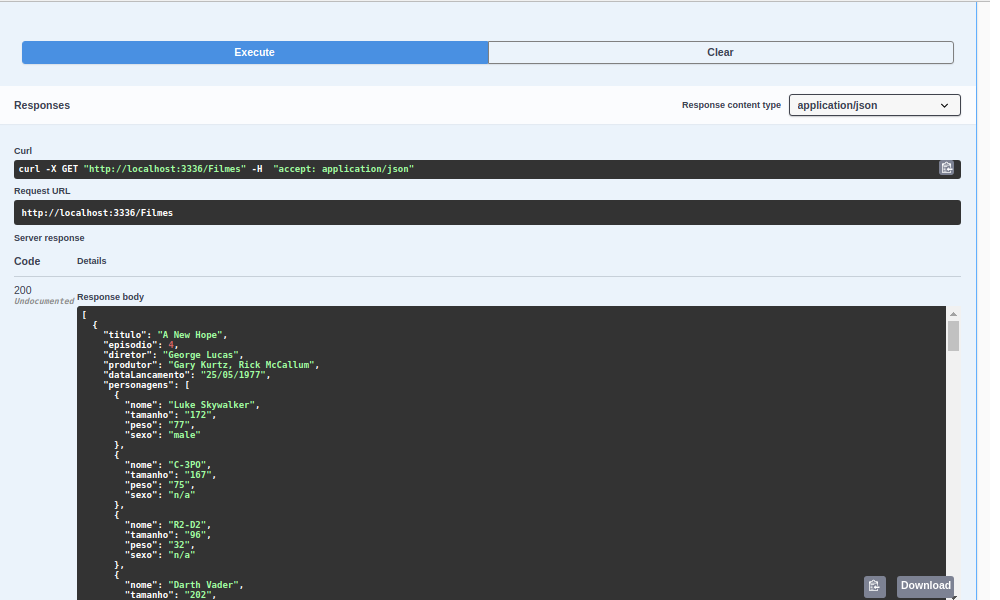 Execute
Clear
Responses
Response content type
application/json
Curl
curl -X GET "http://localhost:3336/Filmes" -H  "accept: application/json"
Request URL
http://localhost:3336/Filmes
Server response
Code
Details
200
Undocumented
Response body
[
  {
    "titulo": "A New Hope",
    "episodio": 4,
    "diretor": "George Lucas",
    "produtor": "Gary Kurtz, Rick McCallum",
    "dataLancamento": "25/05/1977",
    "personagens": [
      {
        "nome": "Luke Skywalker",
        "tamanho": "172",
        "peso": "77",
        "sexo": "male"
      },
      {
        "nome": "C-3PO",
        "tamanho": "167",
        "peso": "75",
        "sexo": "n/a"
      },
      {
        "nome": "R2-D2",
        "tamanho": "96",
        "peso": "32",
        "sexo": "n/a"
      },
      {
        "nome": "Darth Vader",
        "tamanho": "202",
Download